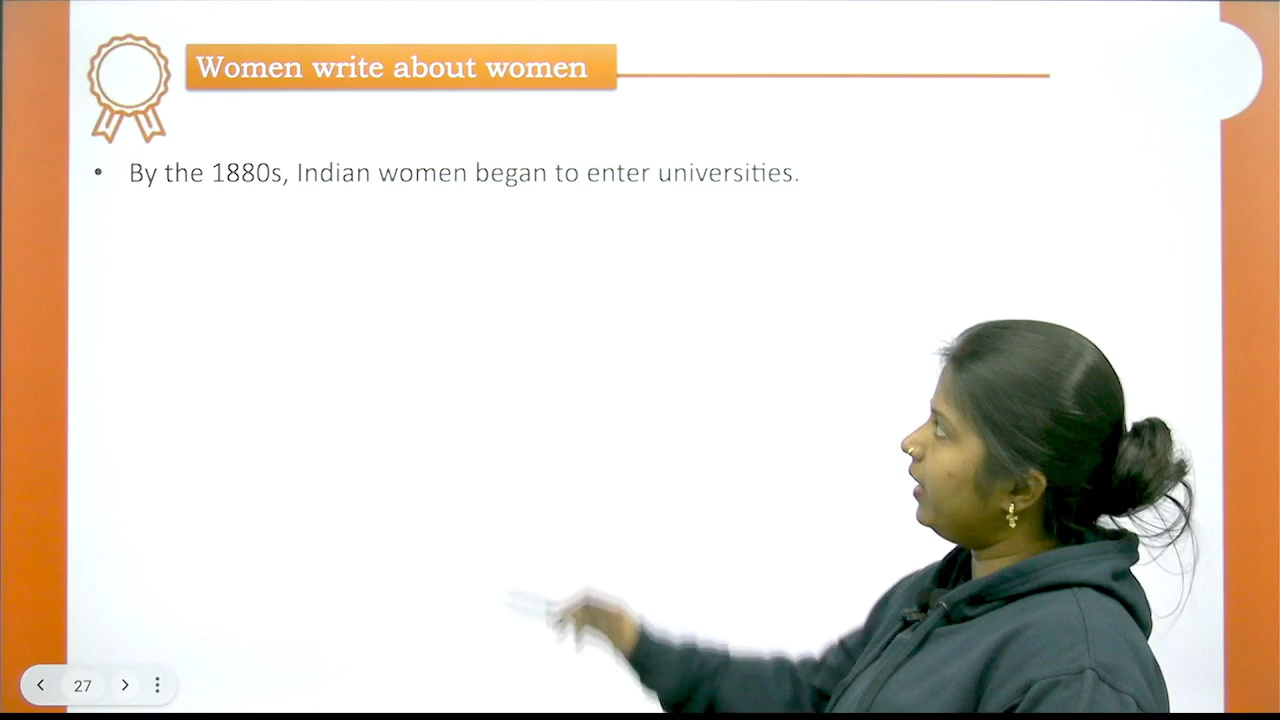 Women write about women
• By the 1880s, Indian women began to enter universities.
27